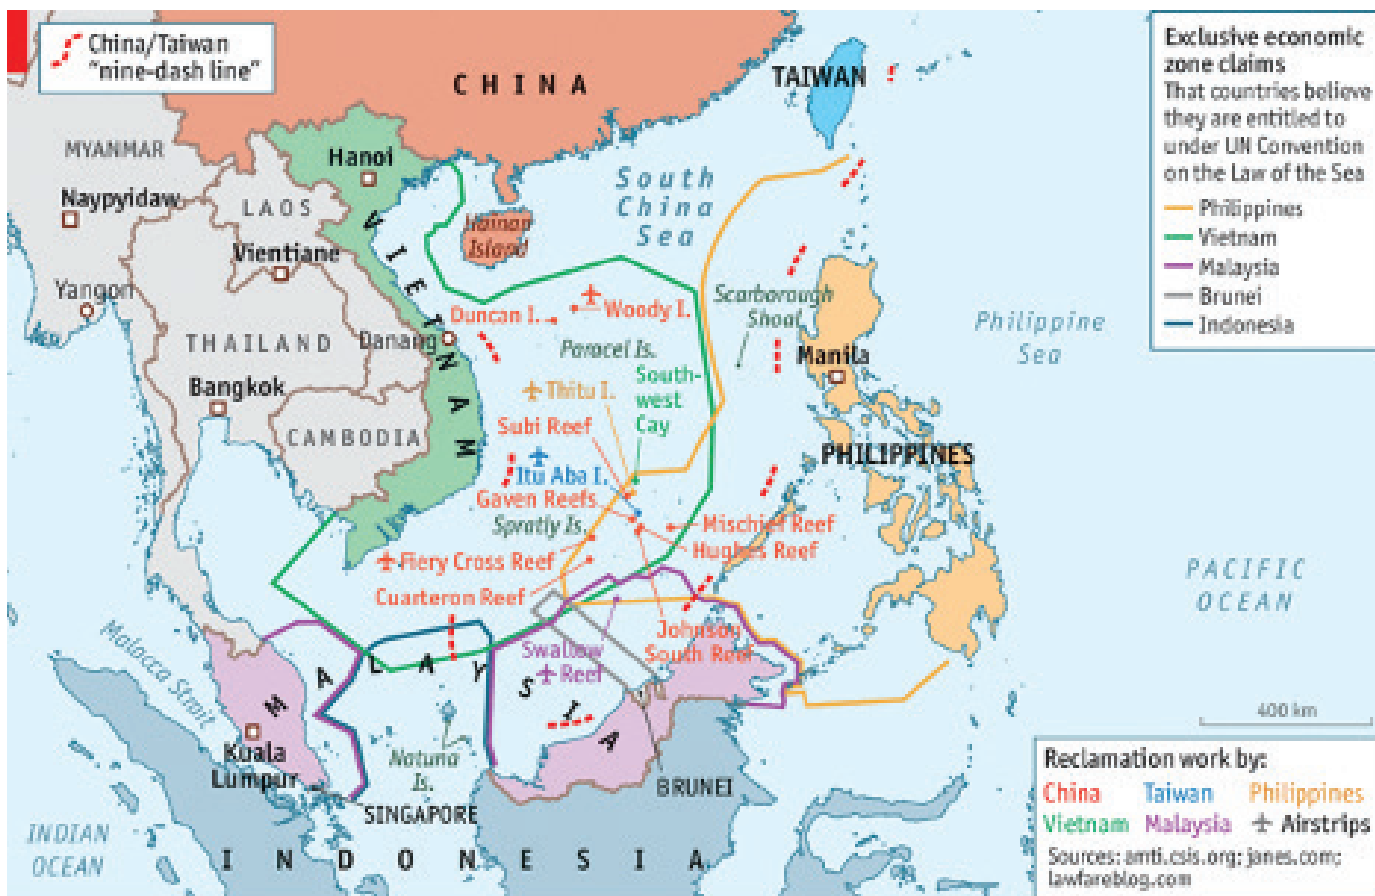 China/Taiwan
"nine-dash line"
CHINA
TAIWAN
Exclusive economic
zone claims
That countries believe
they are entitled to
under UN Convention
on the Law of the Sea
Philippines
Vietnam
Malaysia
Brunei
Indonesia
MYANMAR
Hanoi
Naypyidaw
LAOS
South
China
Sea
Hainan
Island
VIETNAM
Vientiane
Yangon
Duncan I.
Woody I.
Scarborough
Shoal
Philippine
Sea
THAILAND
Danang
Paracel Is.
Manila
Bangkok
Thitu I.
South-
west
Cay
CAMBODIA
Subi Reef
PHILIPPINES
Itu Aba I.
Gaven Reefs
Spratly Is.
Mischief Reef
Hughes Reef
Fiery Cross Reef
Cuarteron Reef
PACIFIC
OCEAN
Malacca Strait
Johnson
South Reef
Swallow
Reef
MALAYSIA
400 km
Kuala
Lumpur
Natuna
Is.
BRUNEI
SINGAPORE
INDIAN
OCEAN
INDONESIA
Reclamation work by:
China Taiwan Philippines
Vietnam Malaysia Airstrips
Sources: amti.csis.org; janes.com;
lawfareblog.com